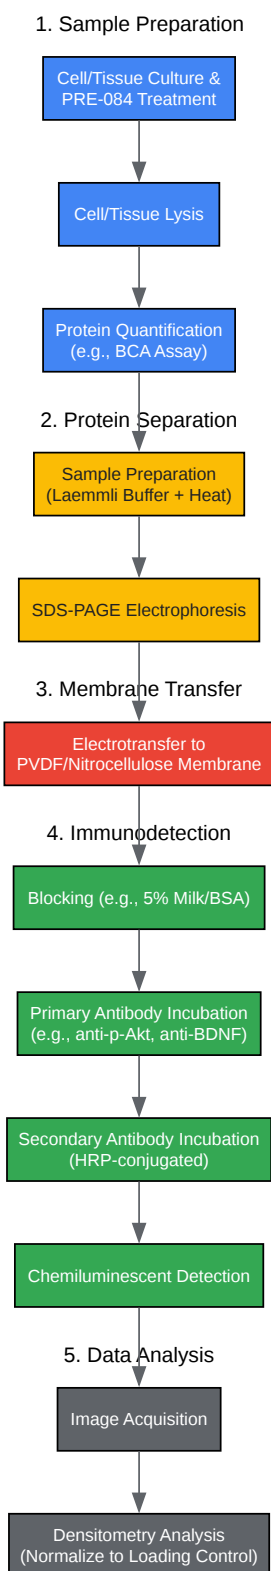 1. Sample Preparation
Cell/Tissue Culture &
PRE-084 Treatment
Cell/Tissue Lysis
Protein Quantification
(e.g., BCA Assay)
2. Protein Separation
Sample Preparation
(Laemmli Buffer + Heat)
SDS-PAGE Electrophoresis
3. Membrane Transfer
Electrotransfer to
PVDF/Nitrocellulose Membrane
4. Immunodetection
Blocking (e.g., 5% Milk/BSA)
Primary Antibody Incubation
(e.g., anti-p-Akt, anti-BDNF)
Secondary Antibody Incubation
(HRP-conjugated)
Chemiluminescent Detection
5. Data Analysis
Image Acquisition
Densitometry Analysis
(Normalize to Loading Control)